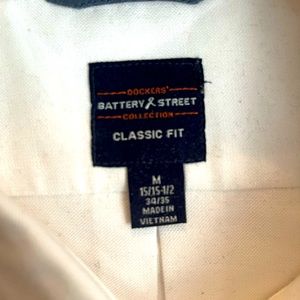 DOCKERS'
BATTERY & STREET
COLLECTION
CLASSIC FIT
M
15/15-1/2
34/35
MADE IN
VIETNAM